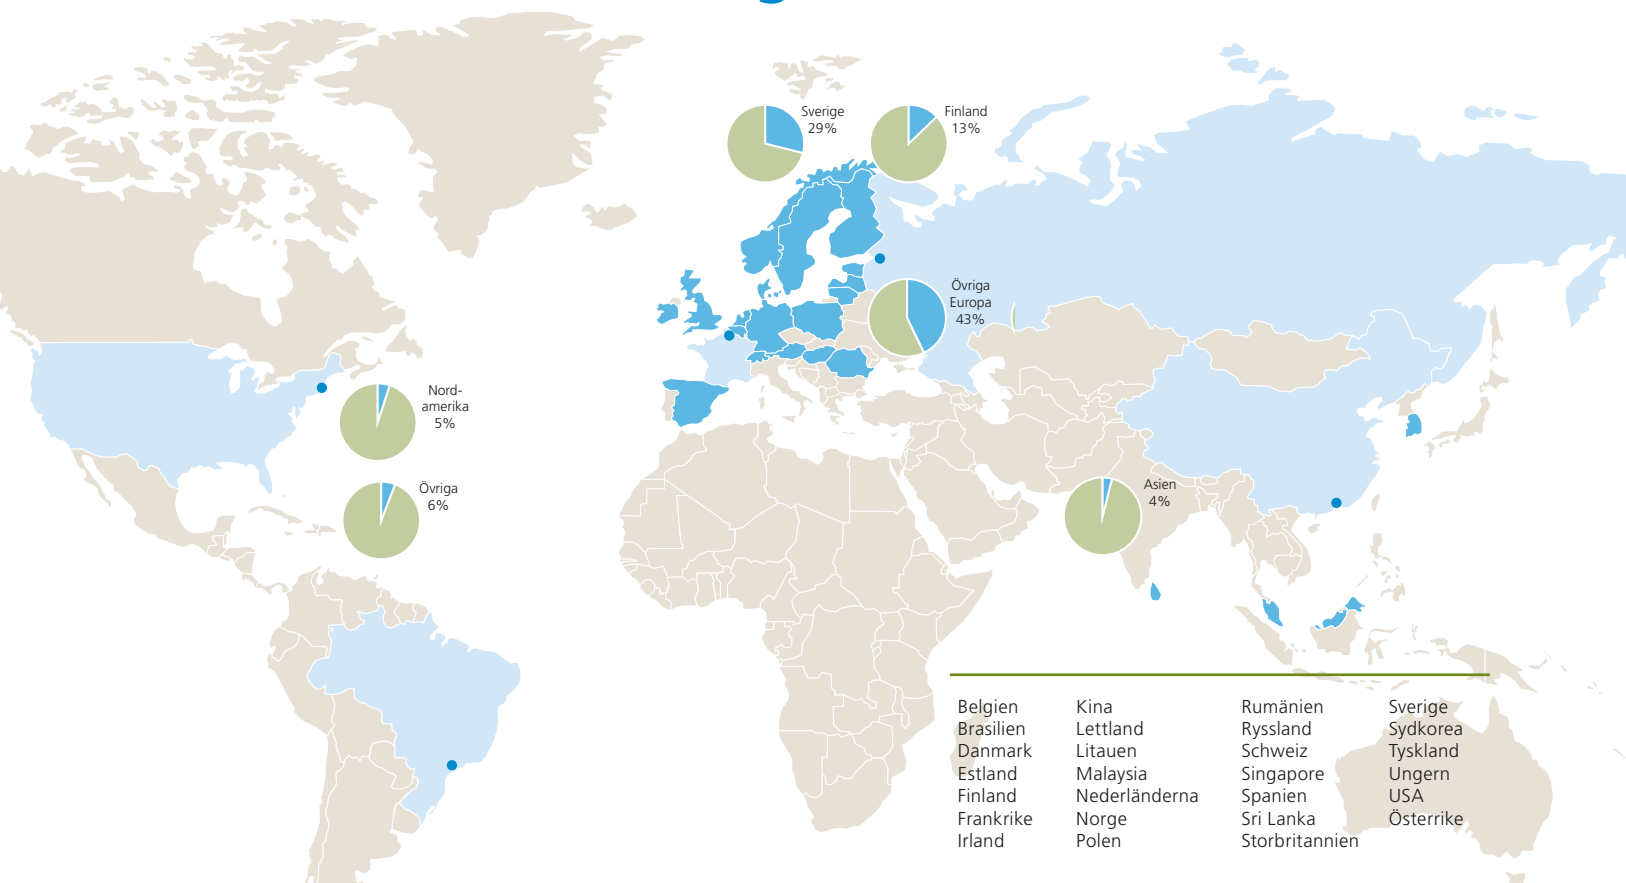 Sverige
29%
Finland
13%
Övriga
Europa
43%
Nord-
amerika
5%
Övriga
6%
Asien
4%
Belgien
Brasilien
Danmark
Estland
Finland
Frankrike
Irland
Kina
Lettland
Litauen
Malaysia
Nederländerna
Norge
Polen
Rumänien
Ryssland
Schweiz
Singapore
Spanien
Sri Lanka
Storbritannien
Sverige
Sydkorea
Tyskland
Ungern
USA
Österrike